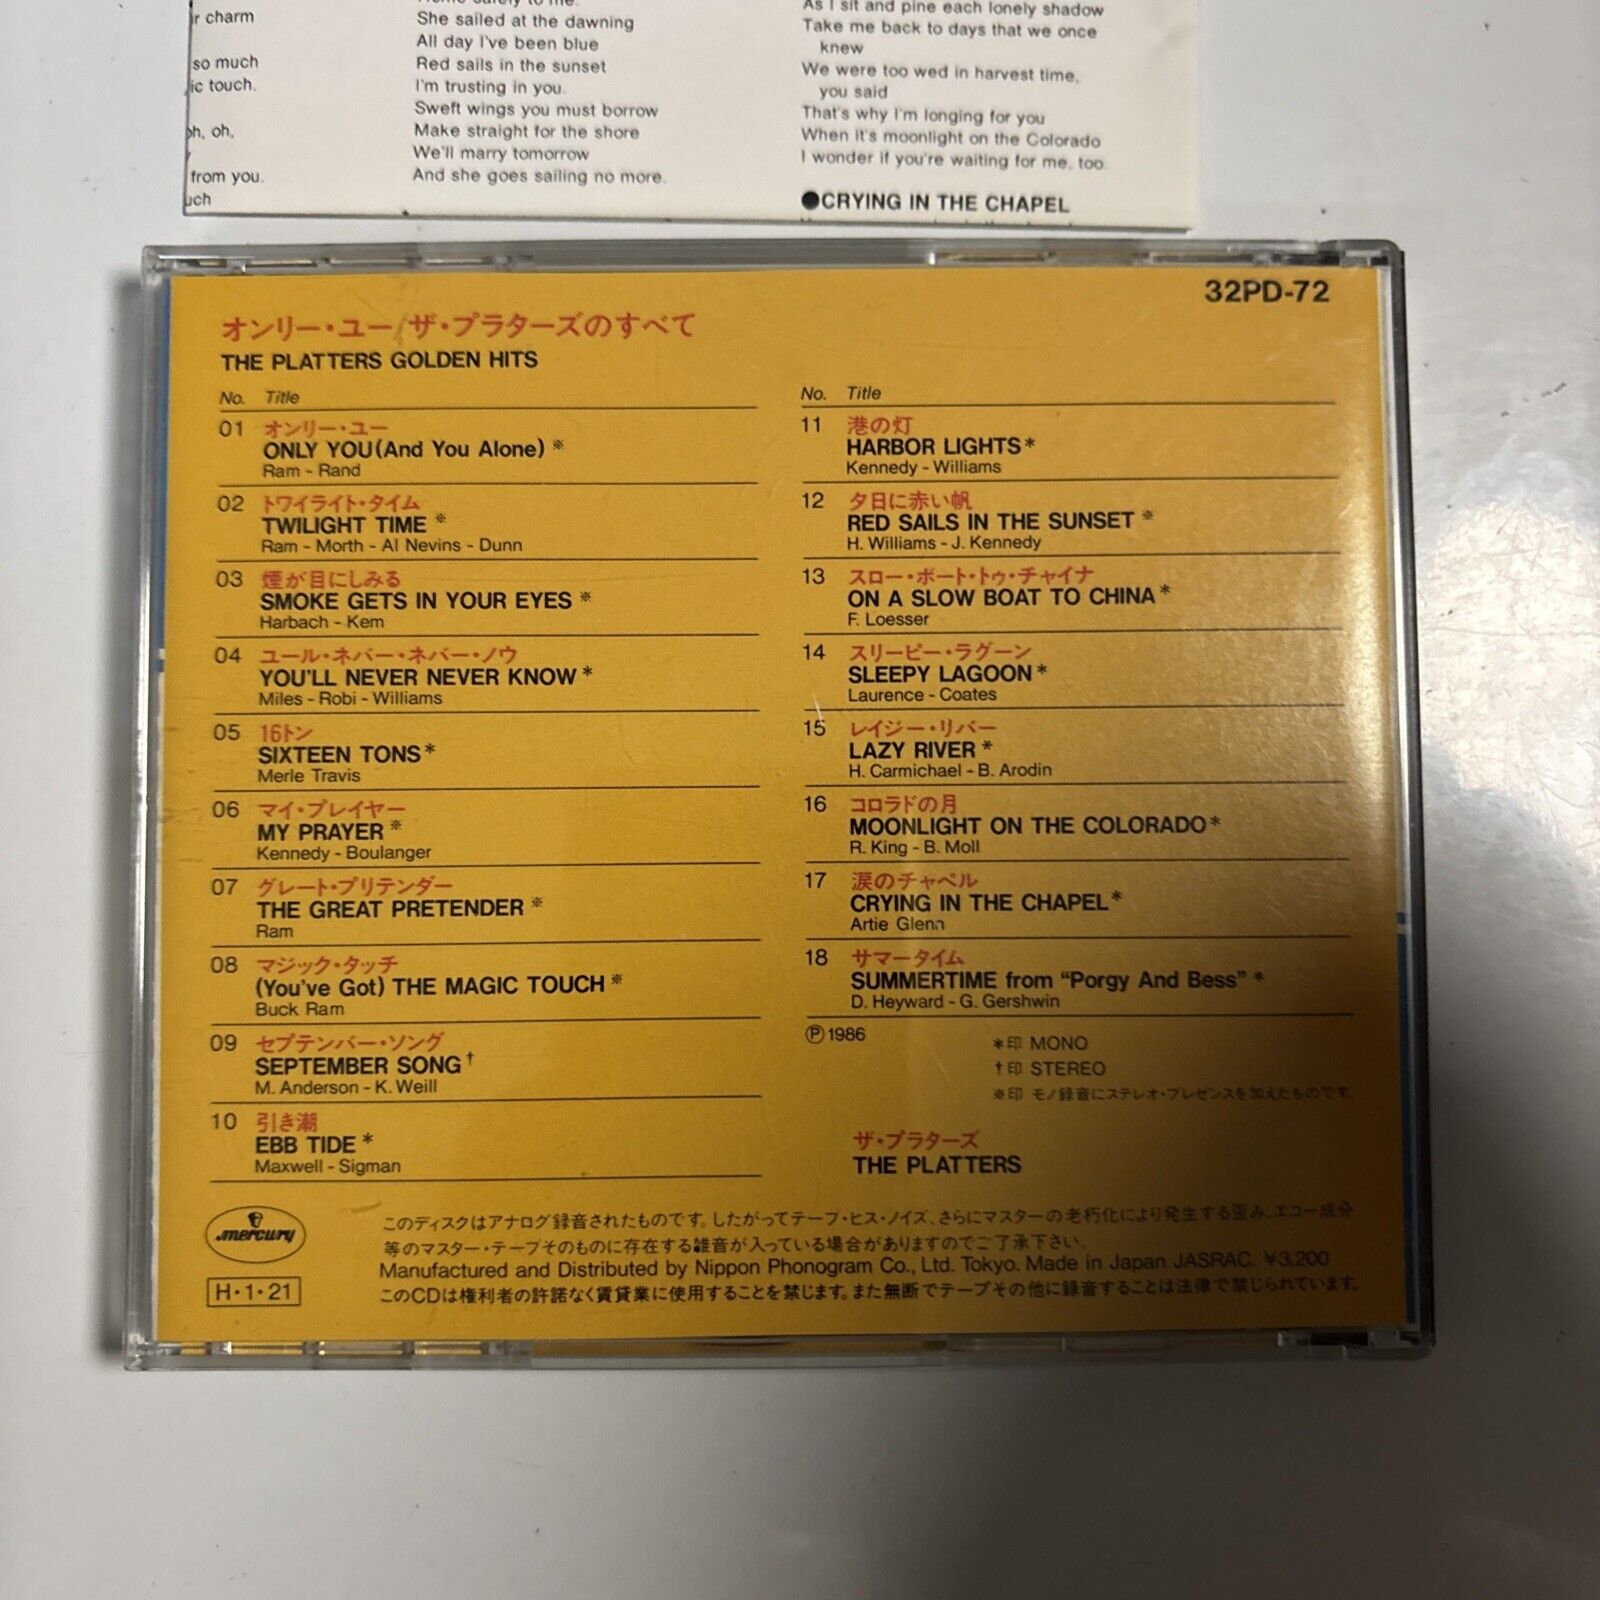 r charm
so much
ic touch.
oh, oh,
from you.
uch
She sailed at the dawning
All day I've been blue
Red sails in the sunset
I'm trusting in you.
Sweft wings you must borrow
Make straight for the shore
We'll marry tomorrow
And she goes sailing no more.
As I sit and pine each lonely shadow
Take me back to days that we once
knew
We were too wed in harvest time,
you said
That's why I'm longing for you
When it's moonlight on the Colorado
I wonder if you're waiting for me, too.
●CRYING IN THE CHAPEL
32PD-72
オンリー・ユー/ザ・プラターズのすべて
THE PLATTERS GOLDEN HITS
No. Title
01 オンリー・ユー
ONLY YOU(And You Alone) ※
Ram - Rand
02 トワイライト・タイム
TWILIGHT TIME ※
Ram - Morth - Al Nevins - Dunn
03 煙が目にしみる
SMOKE GETS IN YOUR EYES ※
Harbach - Kern
04 ユール・ネバー・ネバー・ノウ
YOU'LL NEVER NEVER KNOW *
Miles - Robi - Williams
05 16トン
SIXTEEN TONS *
Merle Travis
06 マイ・プレイヤー
MY PRAYER ※
Kennedy - Boulanger
07 グレート・プリテンダー
THE GREAT PRETENDER ※
Ram
08 マジック・タッチ
(You've Got) THE MAGIC TOUCH ※
Buck Ram
09 セプテンバー・ソング
SEPTEMBER SONG †
M. Anderson - K. Weill
10 引き潮
EBB TIDE *
Maxwell - Sigman
No. Title
11 港の灯
HARBOR LIGHTS *
Kennedy - Williams
12 夕日に赤い帆
RED SAILS IN THE SUNSET ※
H. Williams - J. Kennedy
13 スロー・ボート・トゥ・チャイナ
ON A SLOW BOAT TO CHINA *
F. Loesser
14 スリーピー・ラグーン
SLEEPY LAGOON *
Laurence - Coates
15 レイジー・リバー
LAZY RIVER *
H. Carmichael - B. Arodin
16 コロラドの月
MOONLIGHT ON THE COLORADO *
R. King - B. Moll
17 涙のチャペル
CRYING IN THE CHAPEL *
Artie Glenn
18 サマータイム
SUMMERTIME from “Porgy And Bess” *
D. Heyward - G. Gershwin
Ⓟ1986
*印 MONO
†印 STEREO
※印 モノ録音にステレオ・プレゼンスを加えたものです。
ザ・プラターズ
THE PLATTERS
mercury
H・1・21
このディスクはアナログ録音されたものです。したがってテープ・ヒス・ノイズ、さらにマスターの老朽化により発生する歪み、エコー成分
等のマスター・テープそのものに存在する雑音が入っている場合がありますのでご了承下さい。
Manufactured and Distributed by Nippon Phonogram Co., Ltd. Tokyo. Made in Japan JASRAC. ¥3,200
このCDは権利者の許諾なく賃貸業に使用することを禁じます。また無断でテープその他に録音することは法律で禁じられています。